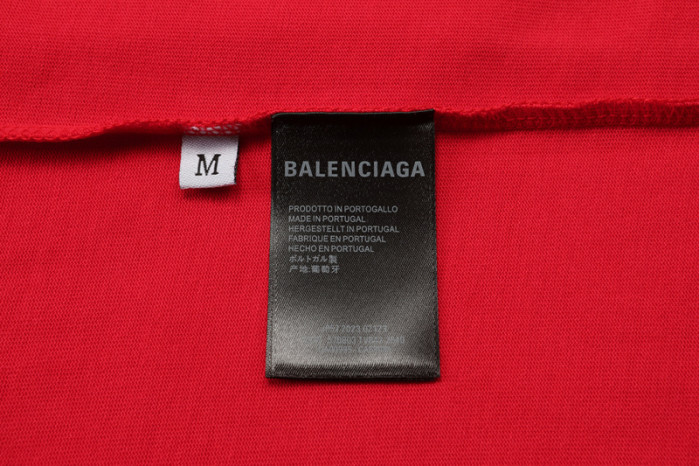 M
BALENCIAGA
PRODOTTO IN PORTOGALLO
MADE IN PORTUGAL
HERGESTELLT IN PORTUGAL
FABRIQUE EN PORTUGAL
HECHO EN PORTUGAL
ポルトガル製
产地:葡萄牙